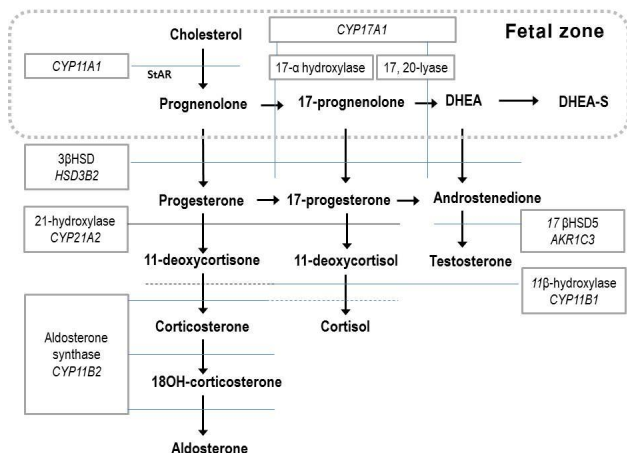 Cholesterol
CYP17A1
Fetal zone
CYP11A1
StAR
17-α hydroxylase
17, 20-lyase
Prognenolone
17-prognenolone
DHEA
DHEA-S
3βHSD
HSD3B2
Progesterone
17-progesterone
Androstenedione
21-hydroxylase
CYP21A2
17 βHSD5
AKR1C3
11-deoxycortisone
11-deoxycortisol
Testosterone
11β-hydroxylase
CYP11B1
Aldosterone
synthase
CYP11B2
Corticosterone
Cortisol
18OH-corticosterone
Aldosterone